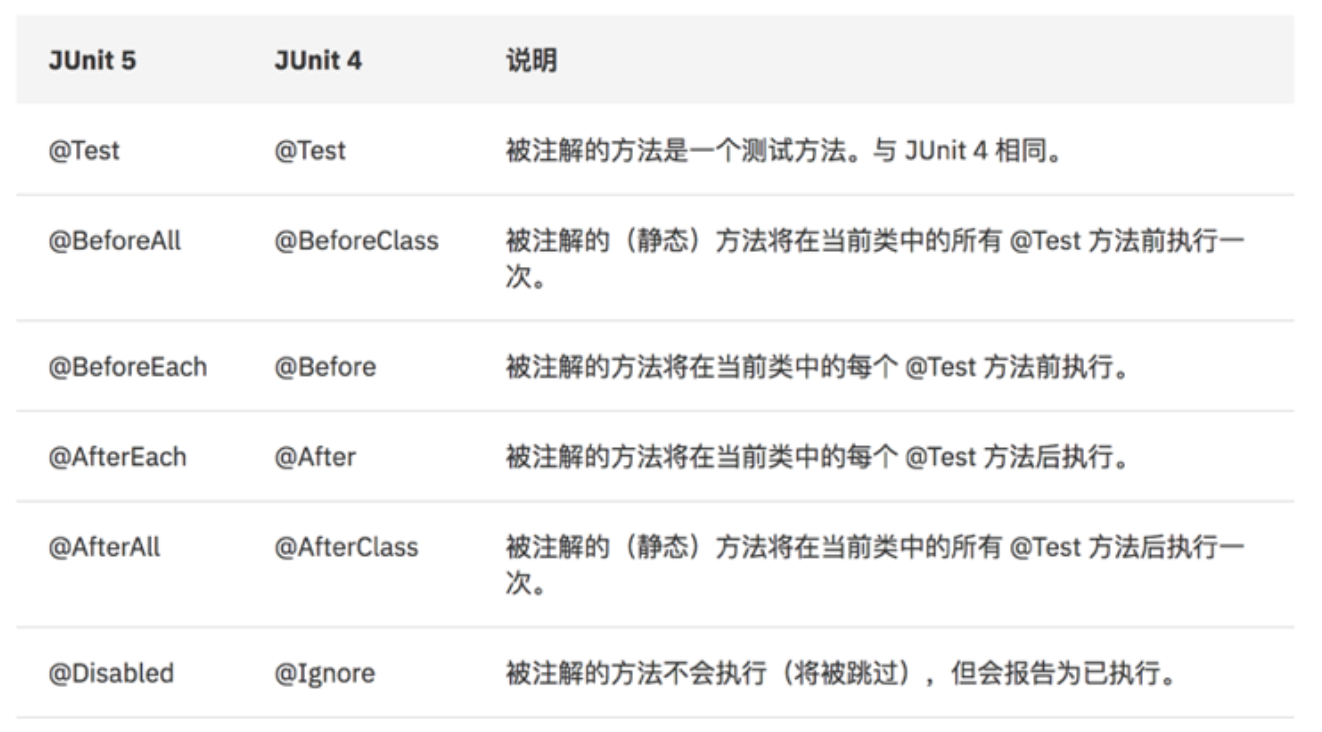 JUnit 5 JUnit 4 说明
@Test @Test 被注解的方法是一个测试方法。与 JUnit 4 相同。
@BeforeAll @BeforeClass 被注解的（静态）方法将在当前类中的所有 @Test 方法前执行一
次。
@BeforeEach @Before 被注解的方法将在当前类中的每个 @Test 方法前执行。
@AfterEach @After 被注解的方法将在当前类中的每个 @Test 方法后执行。
@AfterAll @AfterClass 被注解的（静态）方法将在当前类中的所有 @Test 方法后执行一
次。
@Disabled @Ignore 被注解的方法不会执行（将被跳过），但会报告为已执行。